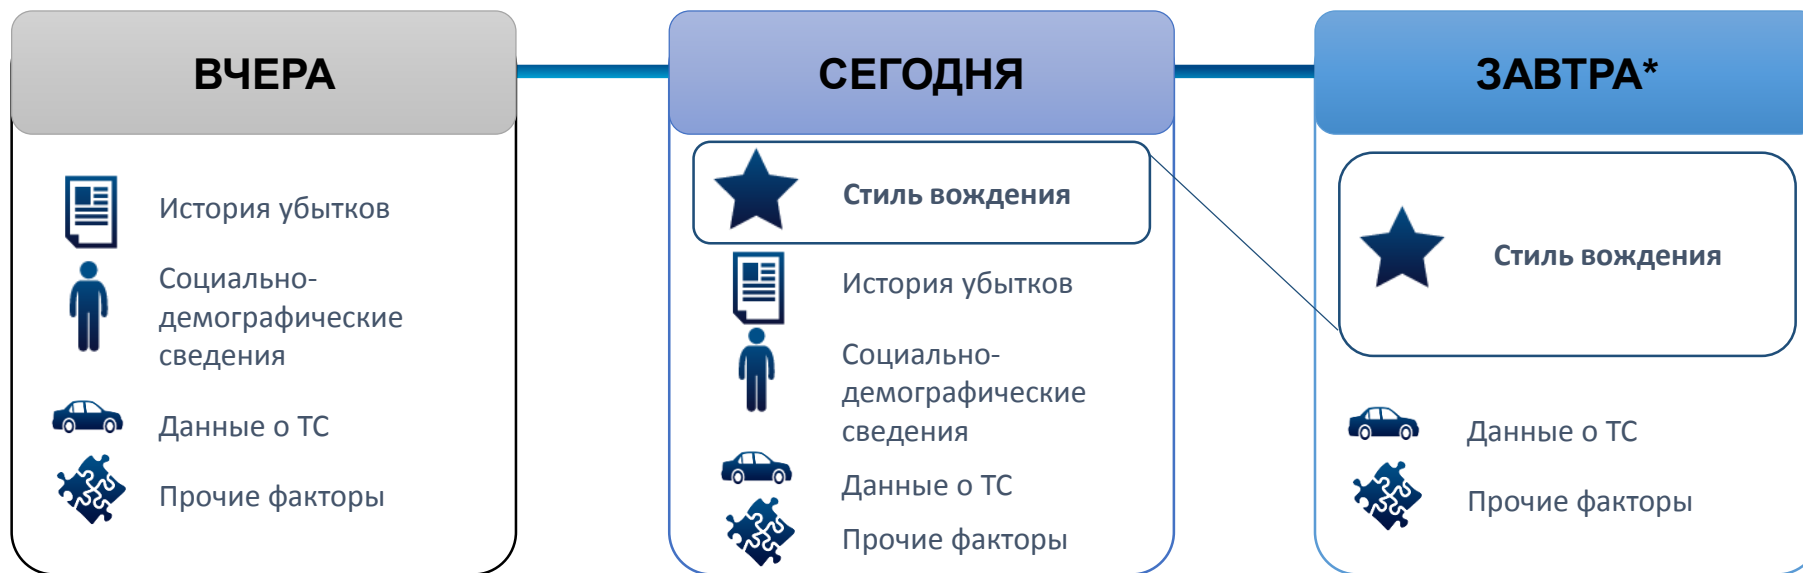 ВЧЕРА
История убытков
Социально-
демографические
сведения
Данные о ТС
Прочие факторы
СЕГОДНЯ
Стиль вождения
История убытков
Социально-
демографические
сведения
Данные о ТС
Прочие факторы
ЗАВТРА*
Стиль вождения
Данные о ТС
Прочие факторы